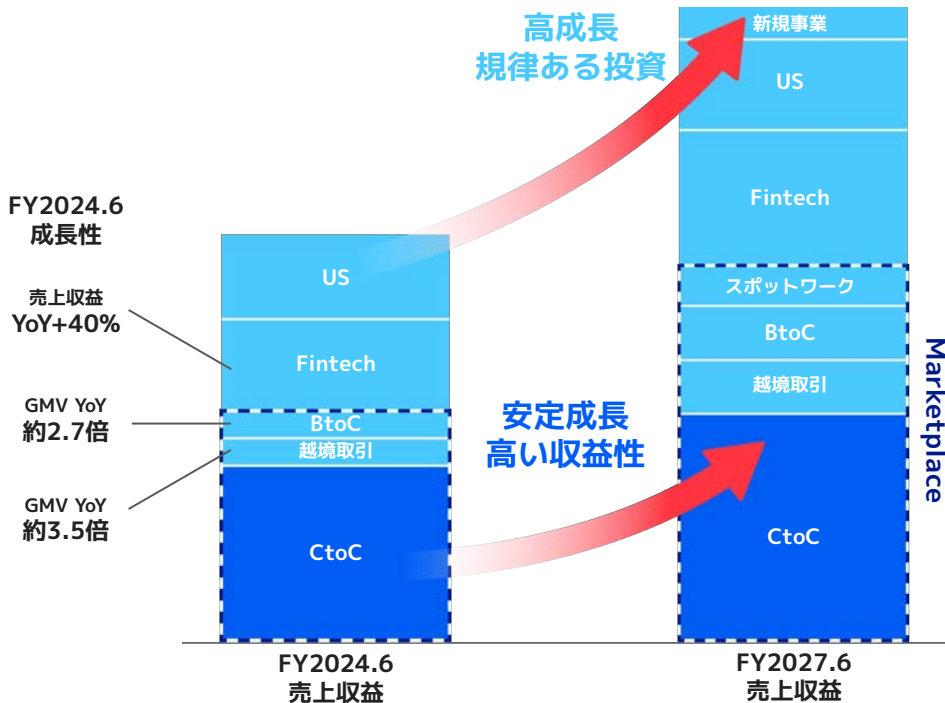 高成長
規律ある投資
FY2024.6
成長性
売上収益
YoY+40%
GMV YoY
約2.7倍
GMV YoY
約3.5倍
US
Fintech
BtoC
越境取引
CtoC
安定成長
高い収益性
新規事業
US
Fintech
スポットワーク
BtoC
越境取引
CtoC
Marketplace
FY2024.6
売上収益
FY2027.6
売上収益